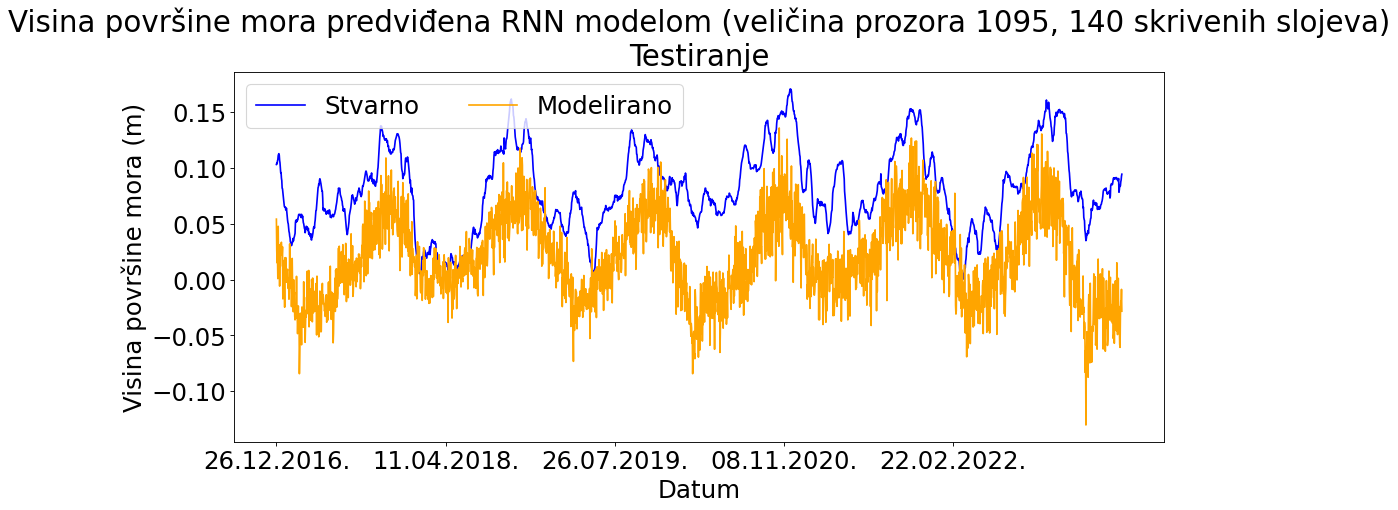 Visina površine mora predviđena RNN modelom (veličina prozora 1095, 140 skrivenih slojeva)
Testiranje
Stvarno
Modelirano
Visina površine mora (m)
0.15
0.10
0.05
0.00
−0.05
−0.10
26.12.2016.
11.04.2018.
26.07.2019.
08.11.2020.
22.02.2022.
Datum